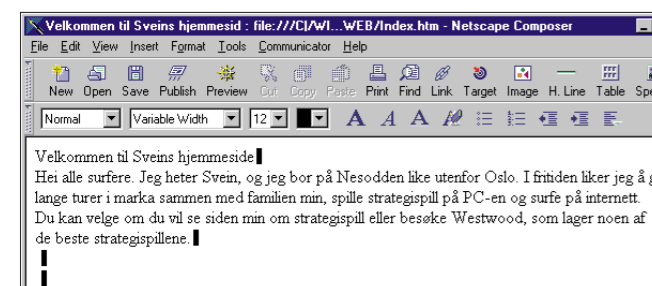 Velkommen til Sveins hjemmesid : file:///C|/WI...WEB/Index.htm - Netscape Composer
File Edit View Insert Format Tools Communicator Help
New Open Save Publish Preview Cut Copy Paste Print Find Link Target Image H. Line Table Spe
Normal Variable Width 12 A A A
Velkommen til Sveins hjemmeside
Hei alle surfere. Jeg heter Svein, og jeg bor på Nesodden like utenfor Oslo. I fritiden liker jeg å g
lange turer i marka sammen med familien min, spille strategispill på PC-en og surfe på internett.
Du kan velge om du vil se siden min om strategispill eller besøke Westwood, som lager noen af
de beste strategispillene.